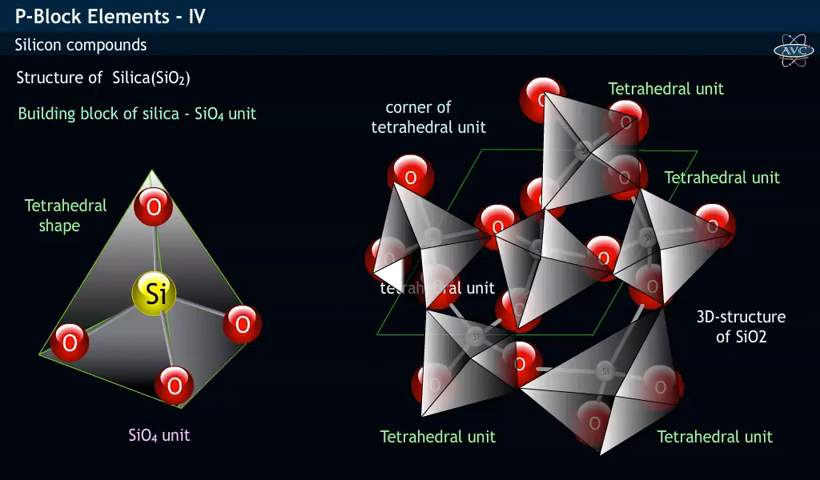 P-Block Elements - IV
Silicon compounds
AVC
Structure of Silica(SiO₂)
Building block of silica - SiO₄ unit
Tetrahedral
shape
O
Si
O
O
O
SiO₄ unit
corner of
tetrahedral unit
Tetrahedral unit
Tetrahedral unit
O
O
O
O
O
O
O
O
O
O
O
O
O
Si
O
O
O
tetrahedral unit
3D-structure
of SiO2
Tetrahedral unit
Tetrahedral unit